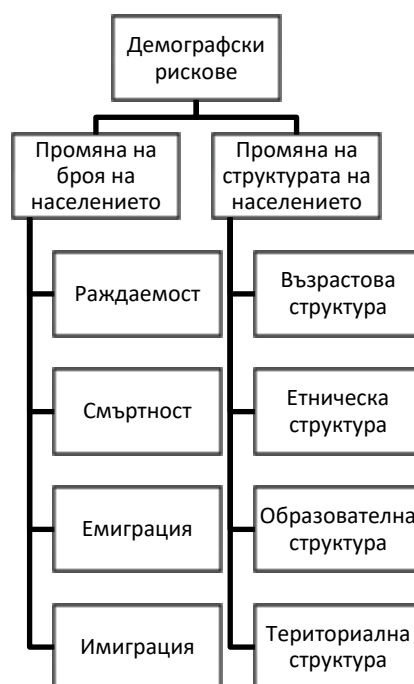 Демографски
рискове
Промяна на
броя на
населението
Промяна на
структурата на
населението
Раждаемост
Смъртност
Емиграция
Имиграция
Възрастова
структура
Етническа
структура
Образователна
структура
Териториална
структура